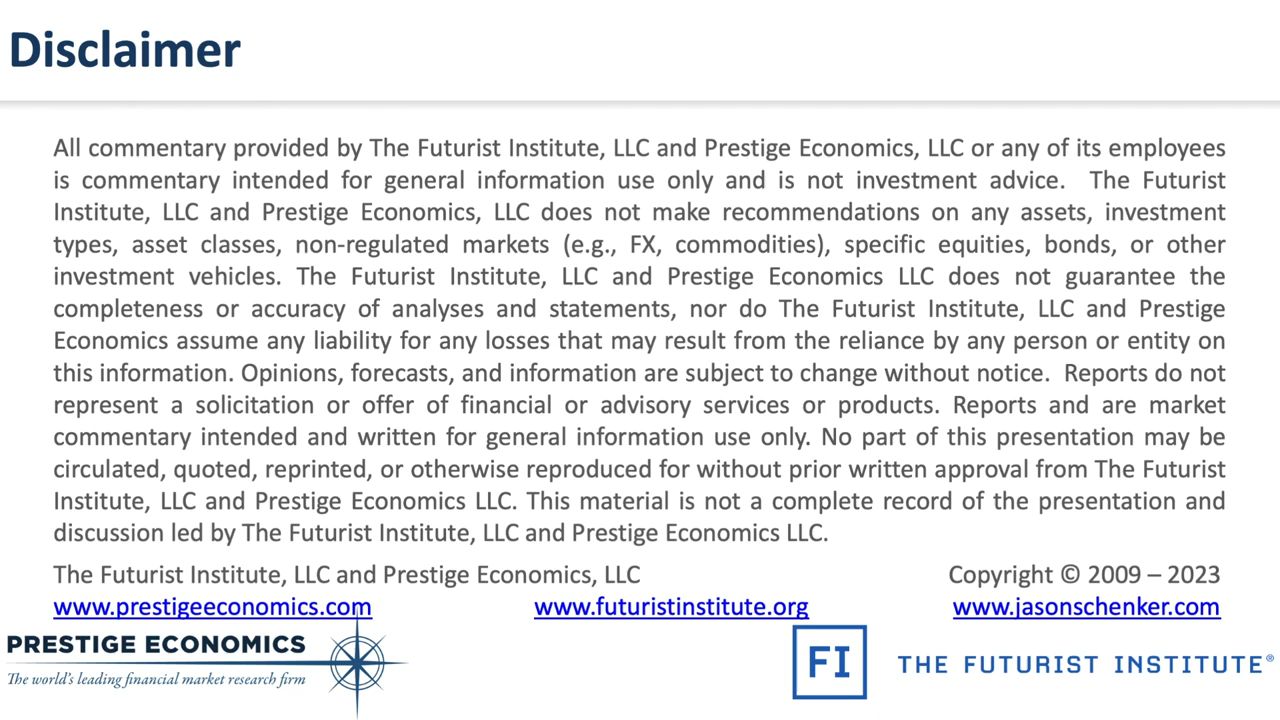 Disclaimer
All commentary provided by The Futurist Institute, LLC and Prestige Economics, LLC or any of its employees
is commentary intended for general information use only and is not investment advice.  The Futurist
Institute, LLC and Prestige Economics, LLC does not make recommendations on any assets, investment
types, asset classes, non-regulated markets (e.g., FX, commodities), specific equities, bonds, or other
investment vehicles. The Futurist Institute, LLC and Prestige Economics LLC does not guarantee the
completeness or accuracy of analyses and statements, nor do The Futurist Institute, LLC and Prestige
Economics assume any liability for any losses that may result from the reliance by any person or entity on
this information. Opinions, forecasts, and information are subject to change without notice.  Reports do not
represent a solicitation or offer of financial or advisory services or products. Reports and are market
commentary intended and written for general information use only. No part of this presentation may be
circulated, quoted, reprinted, or otherwise reproduced for without prior written approval from The Futurist
Institute, LLC and Prestige Economics LLC. This material is not a complete record of the presentation and
discussion led by The Futurist Institute, LLC and Prestige Economics LLC.
The Futurist Institute, LLC and Prestige Economics, LLC Copyright © 2009 – 2023
www.prestigeeconomics.com www.futuristinstitute.org www.jasonschenker.com
PRESTIGE ECONOMICS
The world's leading financial market research firm
FI THE FUTURIST INSTITUTE®